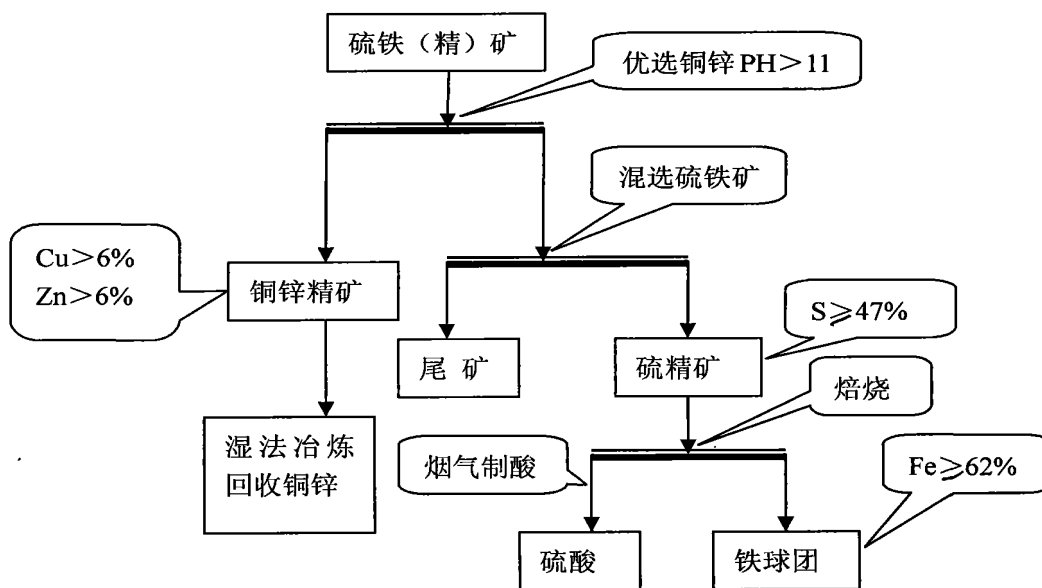 硫铁（精）矿
优选铜锌 PH＞11
混选硫铁矿
Cu＞6%
Zn＞6%
铜锌精矿
S⩾47%
尾 矿
硫精矿
焙烧
湿法冶炼
回收铜锌
烟气制酸
Fe⩾62%
硫酸
铁球团